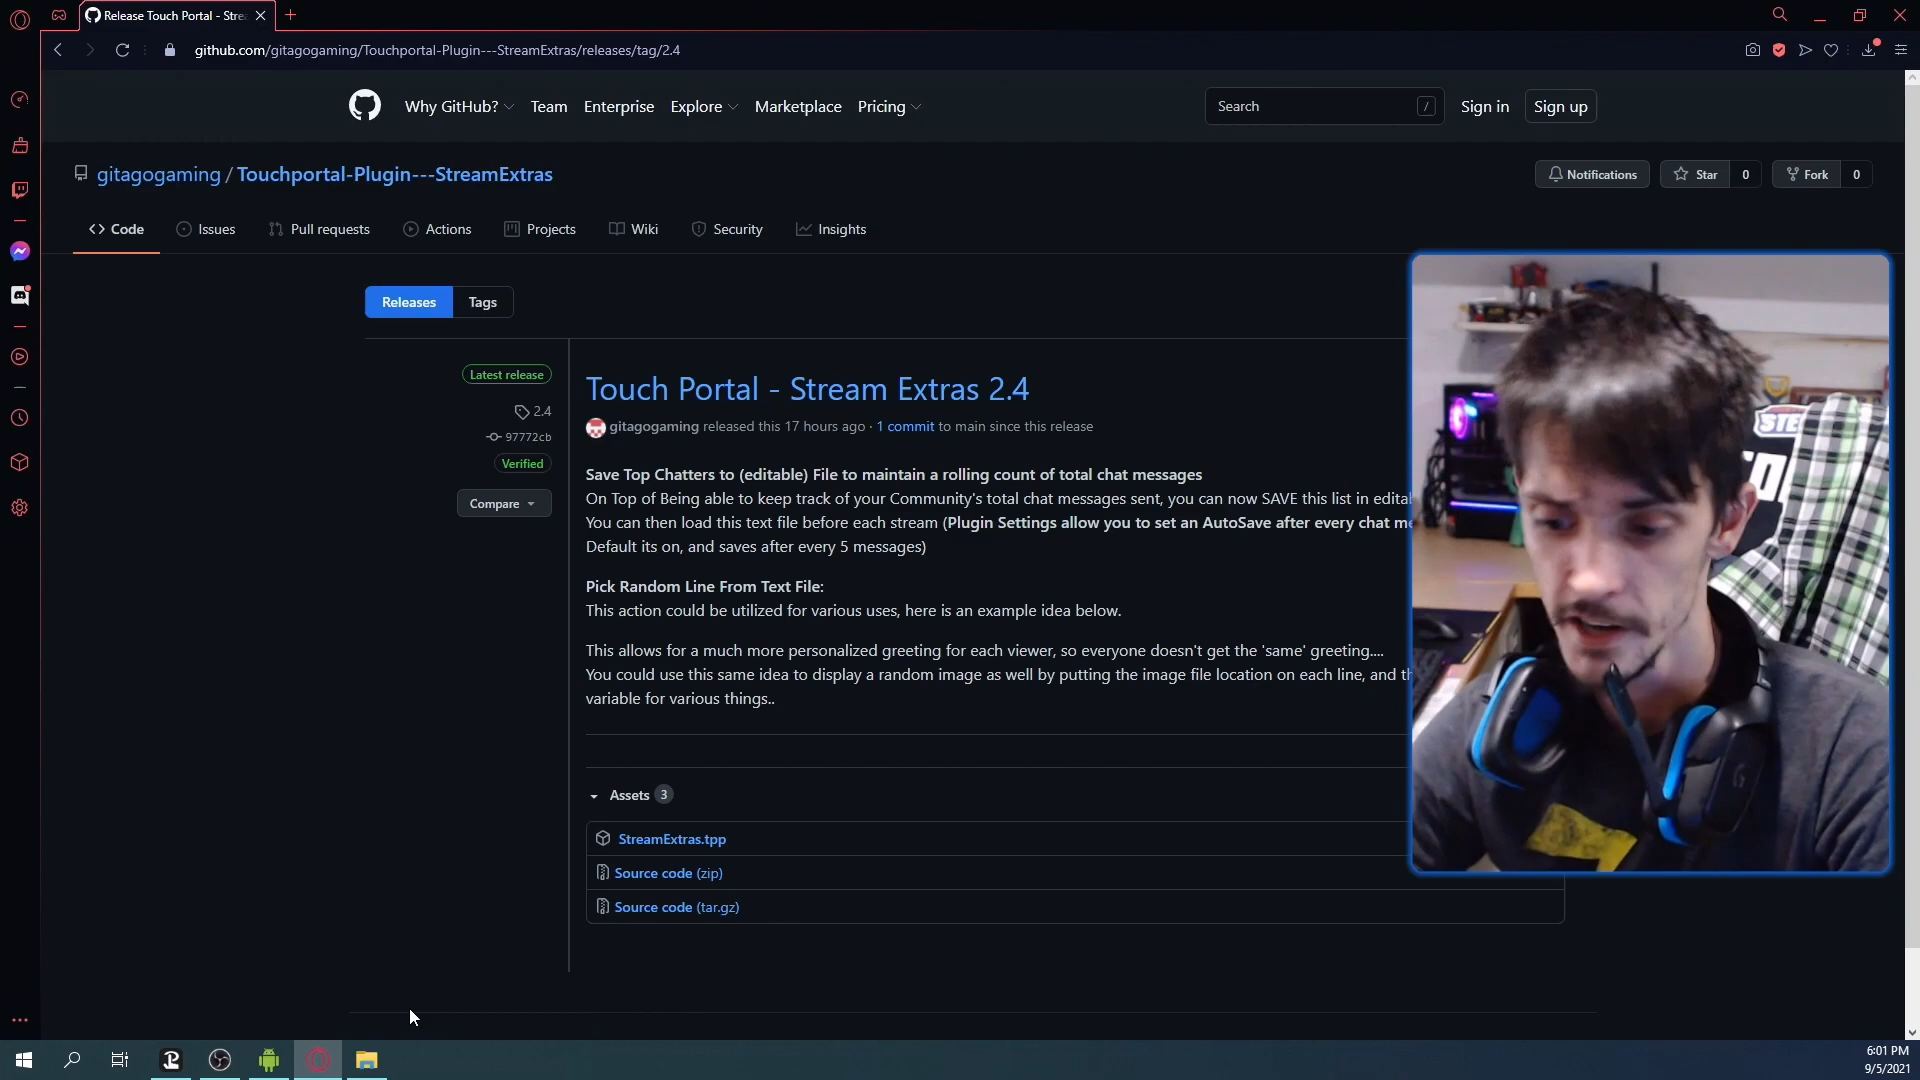 Release Touch Portal - Stre
github.com/gitagogaming/Touchportal-Plugin---StreamExtras/releases/tag/2.4
Why GitHub?
Team
Enterprise
Explore
Marketplace
Pricing
Search
/
Sign in
Sign up
gitagogaming / Touchportal-Plugin---StreamExtras
Notifications
Star
0
Fork
0
Code
Issues
Pull requests
Actions
Projects
Wiki
Security
Insights
Releases
Tags
Latest release
2.4
97772cb
Verified
Compare
Touch Portal - Stream Extras 2.4
gitagogaming released this 17 hours ago · 1 commit to main since this release
Save Top Chatters to (editable) File to maintain a rolling count of total chat messages
On Top of Being able to keep track of your Community's total chat messages sent, you can now SAVE this list in edital
You can then load this text file before each stream (Plugin Settings allow you to set an AutoSave after every chat me
Default its on, and saves after every 5 messages)
Pick Random Line From Text File:
This action could be utilized for various uses, here is an example idea below.
This allows for a much more personalized greeting for each viewer, so everyone doesn't get the 'same' greeting....
You could use this same idea to display a random image as well by putting the image file location on each line, and th
variable for various things..
Assets 3
StreamExtras.tpp
Source code (zip)
Source code (tar.gz)
6:01 PM
9/5/2021